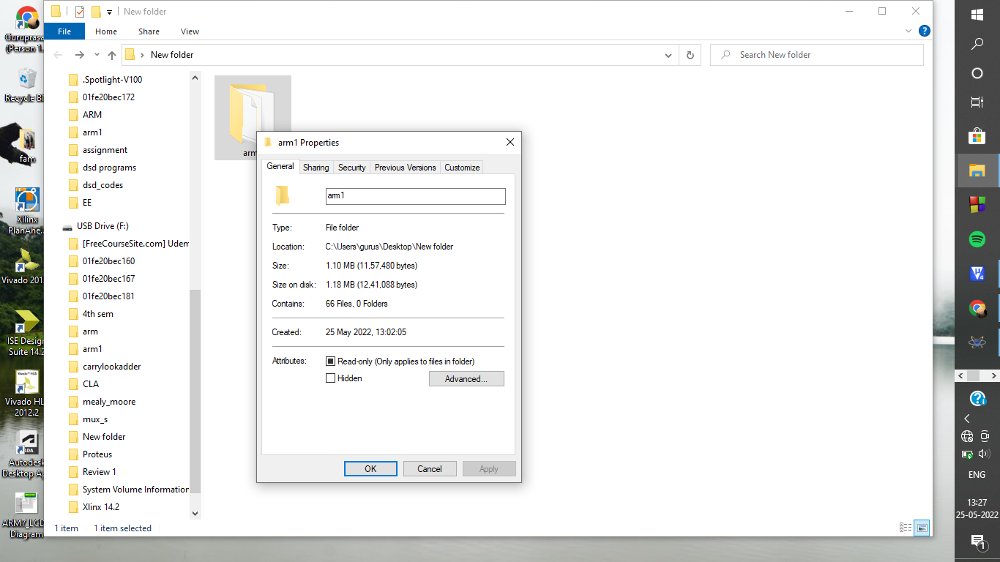 New folder
File Home Share View
New folder
Search New folder
Guruprasa
(Person 1.
Recycle Bi
fam
Xilinx
PlanAhe..
Vivado 201
ISE Design
Suite 14.2
Vivado HL
2012.2
Autodesk
Desktop Ap
ARM7_LCD
Diagram
.Spotlight-V100
01fe20bec172
ARM
arm1
assignment
dsd programs
dsd_codes
EE
USB Drive (F:)
[FreeCourseSite.com] Udem
01fe20bec160
01fe20bec167
01fe20bec181
4th sem
arm
arm1
carrylookadder
CLA
mealy_moore
mux_s
New folder
Proteus
Review 1
System Volume Information
Xlinx 14.2
arm
arm1 Properties
General Sharing Security Previous Versions Customize
arm1
Type: File folder
Location: C:\Users\gurus\Desktop\New folder
Size: 1.10 MB (11,57,480 bytes)
Size on disk: 1.18 MB (12,41,088 bytes)
Contains: 66 Files, 0 Folders
Created: 25 May 2022, 13:02:05
Attributes: Read-only (Only applies to files in folder)
Hidden
Advanced...
OK Cancel Apply
1 item 1 item selected
ENG
13:27
25-05-2022
1